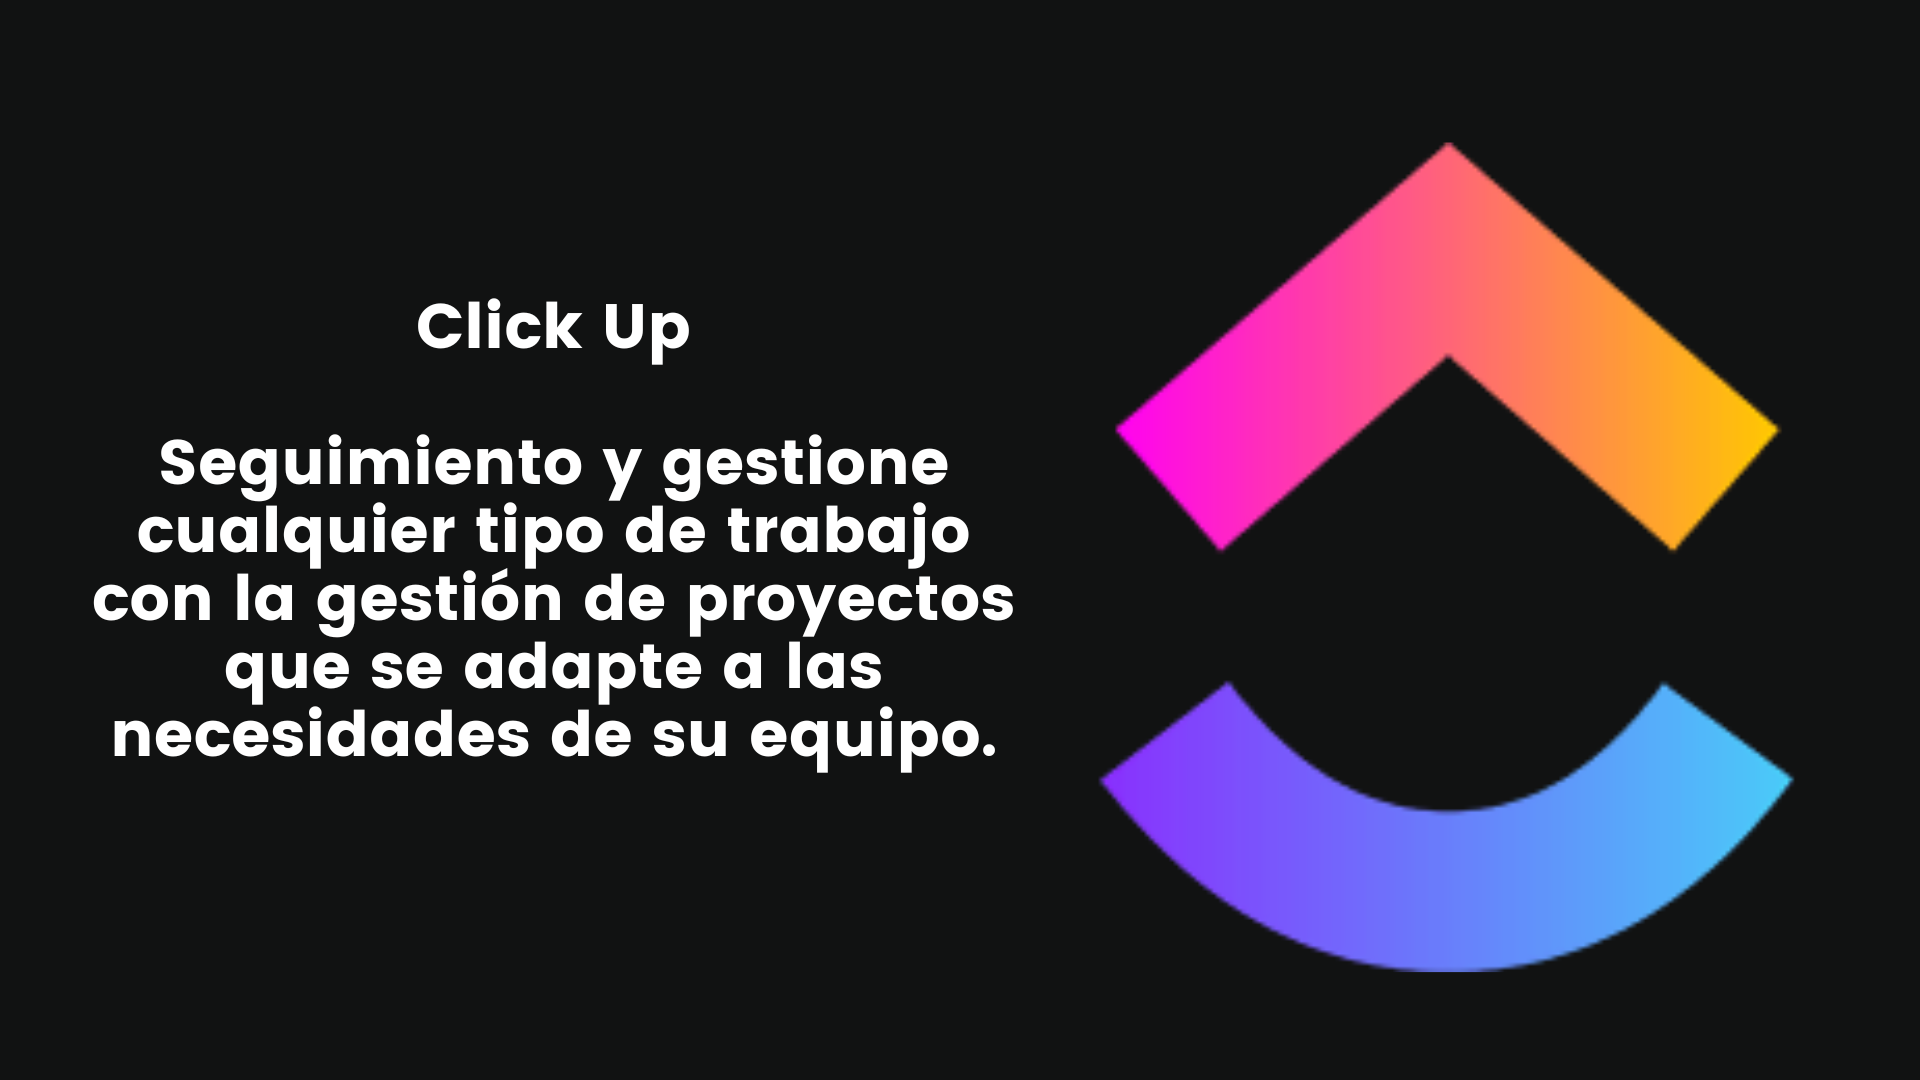 Click Up
Seguimiento y gestione
cualquier tipo de trabajo
con la gestión de proyectos
que se adapte a las
necesidades de su equipo.